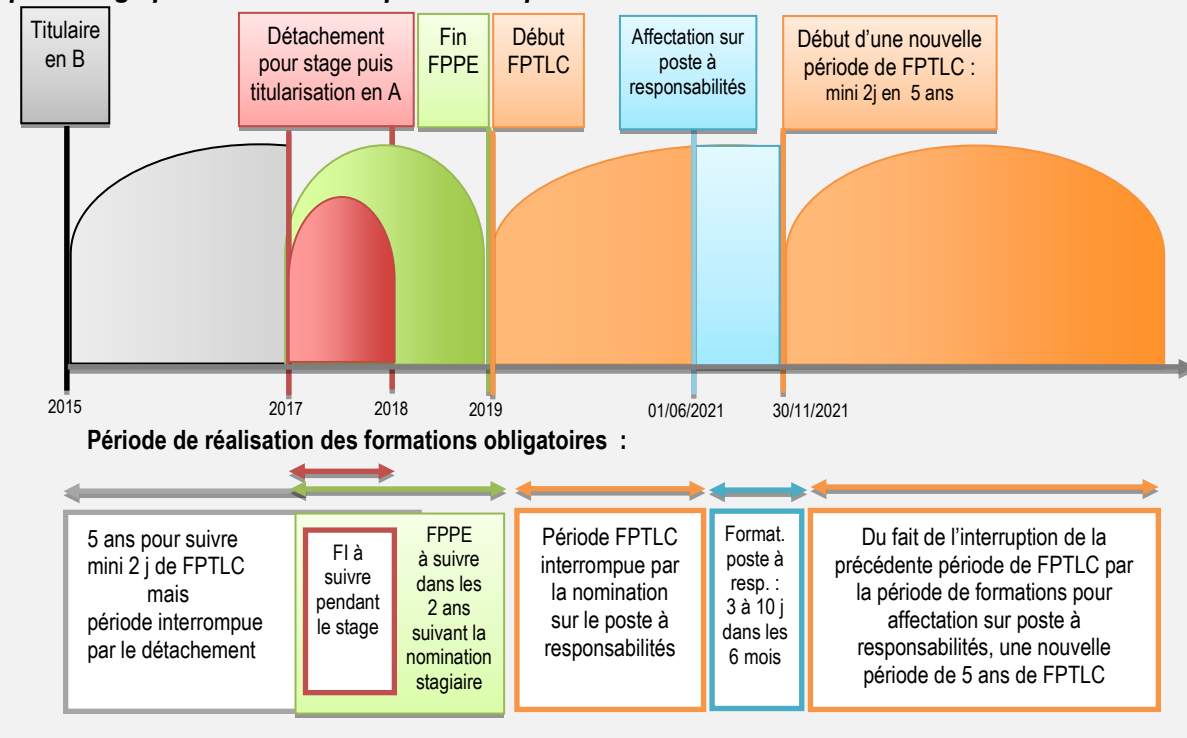 Titulaire
en B
Détachement
pour stage puis
titularisation en A
Fin
FPPE
Début
FPTLC
Affectation sur
poste à
responsabilités
Début d’une nouvelle
période de FPTLC :
mini 2j en 5 ans
2015
2017
2018
2019
01/06/2021
30/11/2021
Période de réalisation des formations obligatoires :
5 ans pour suivre
mini 2 j de FPTLC
mais
période interrompue
par le détachement
FI à
suivre
pendant
le stage
FPPE
à suivre
dans les
2 ans
suivant la
nomination
stagiaire
Période FPTLC
interrompue par
la nomination
sur le poste à
responsabilités
Format.
poste à
resp. :
3 à 10 j
dans les
6 mois
Du fait de l’interruption de la
précédente période de FPTLC par
la période de formations pour
affectation sur poste à
responsabilités, une nouvelle
période de 5 ans de FPTLC